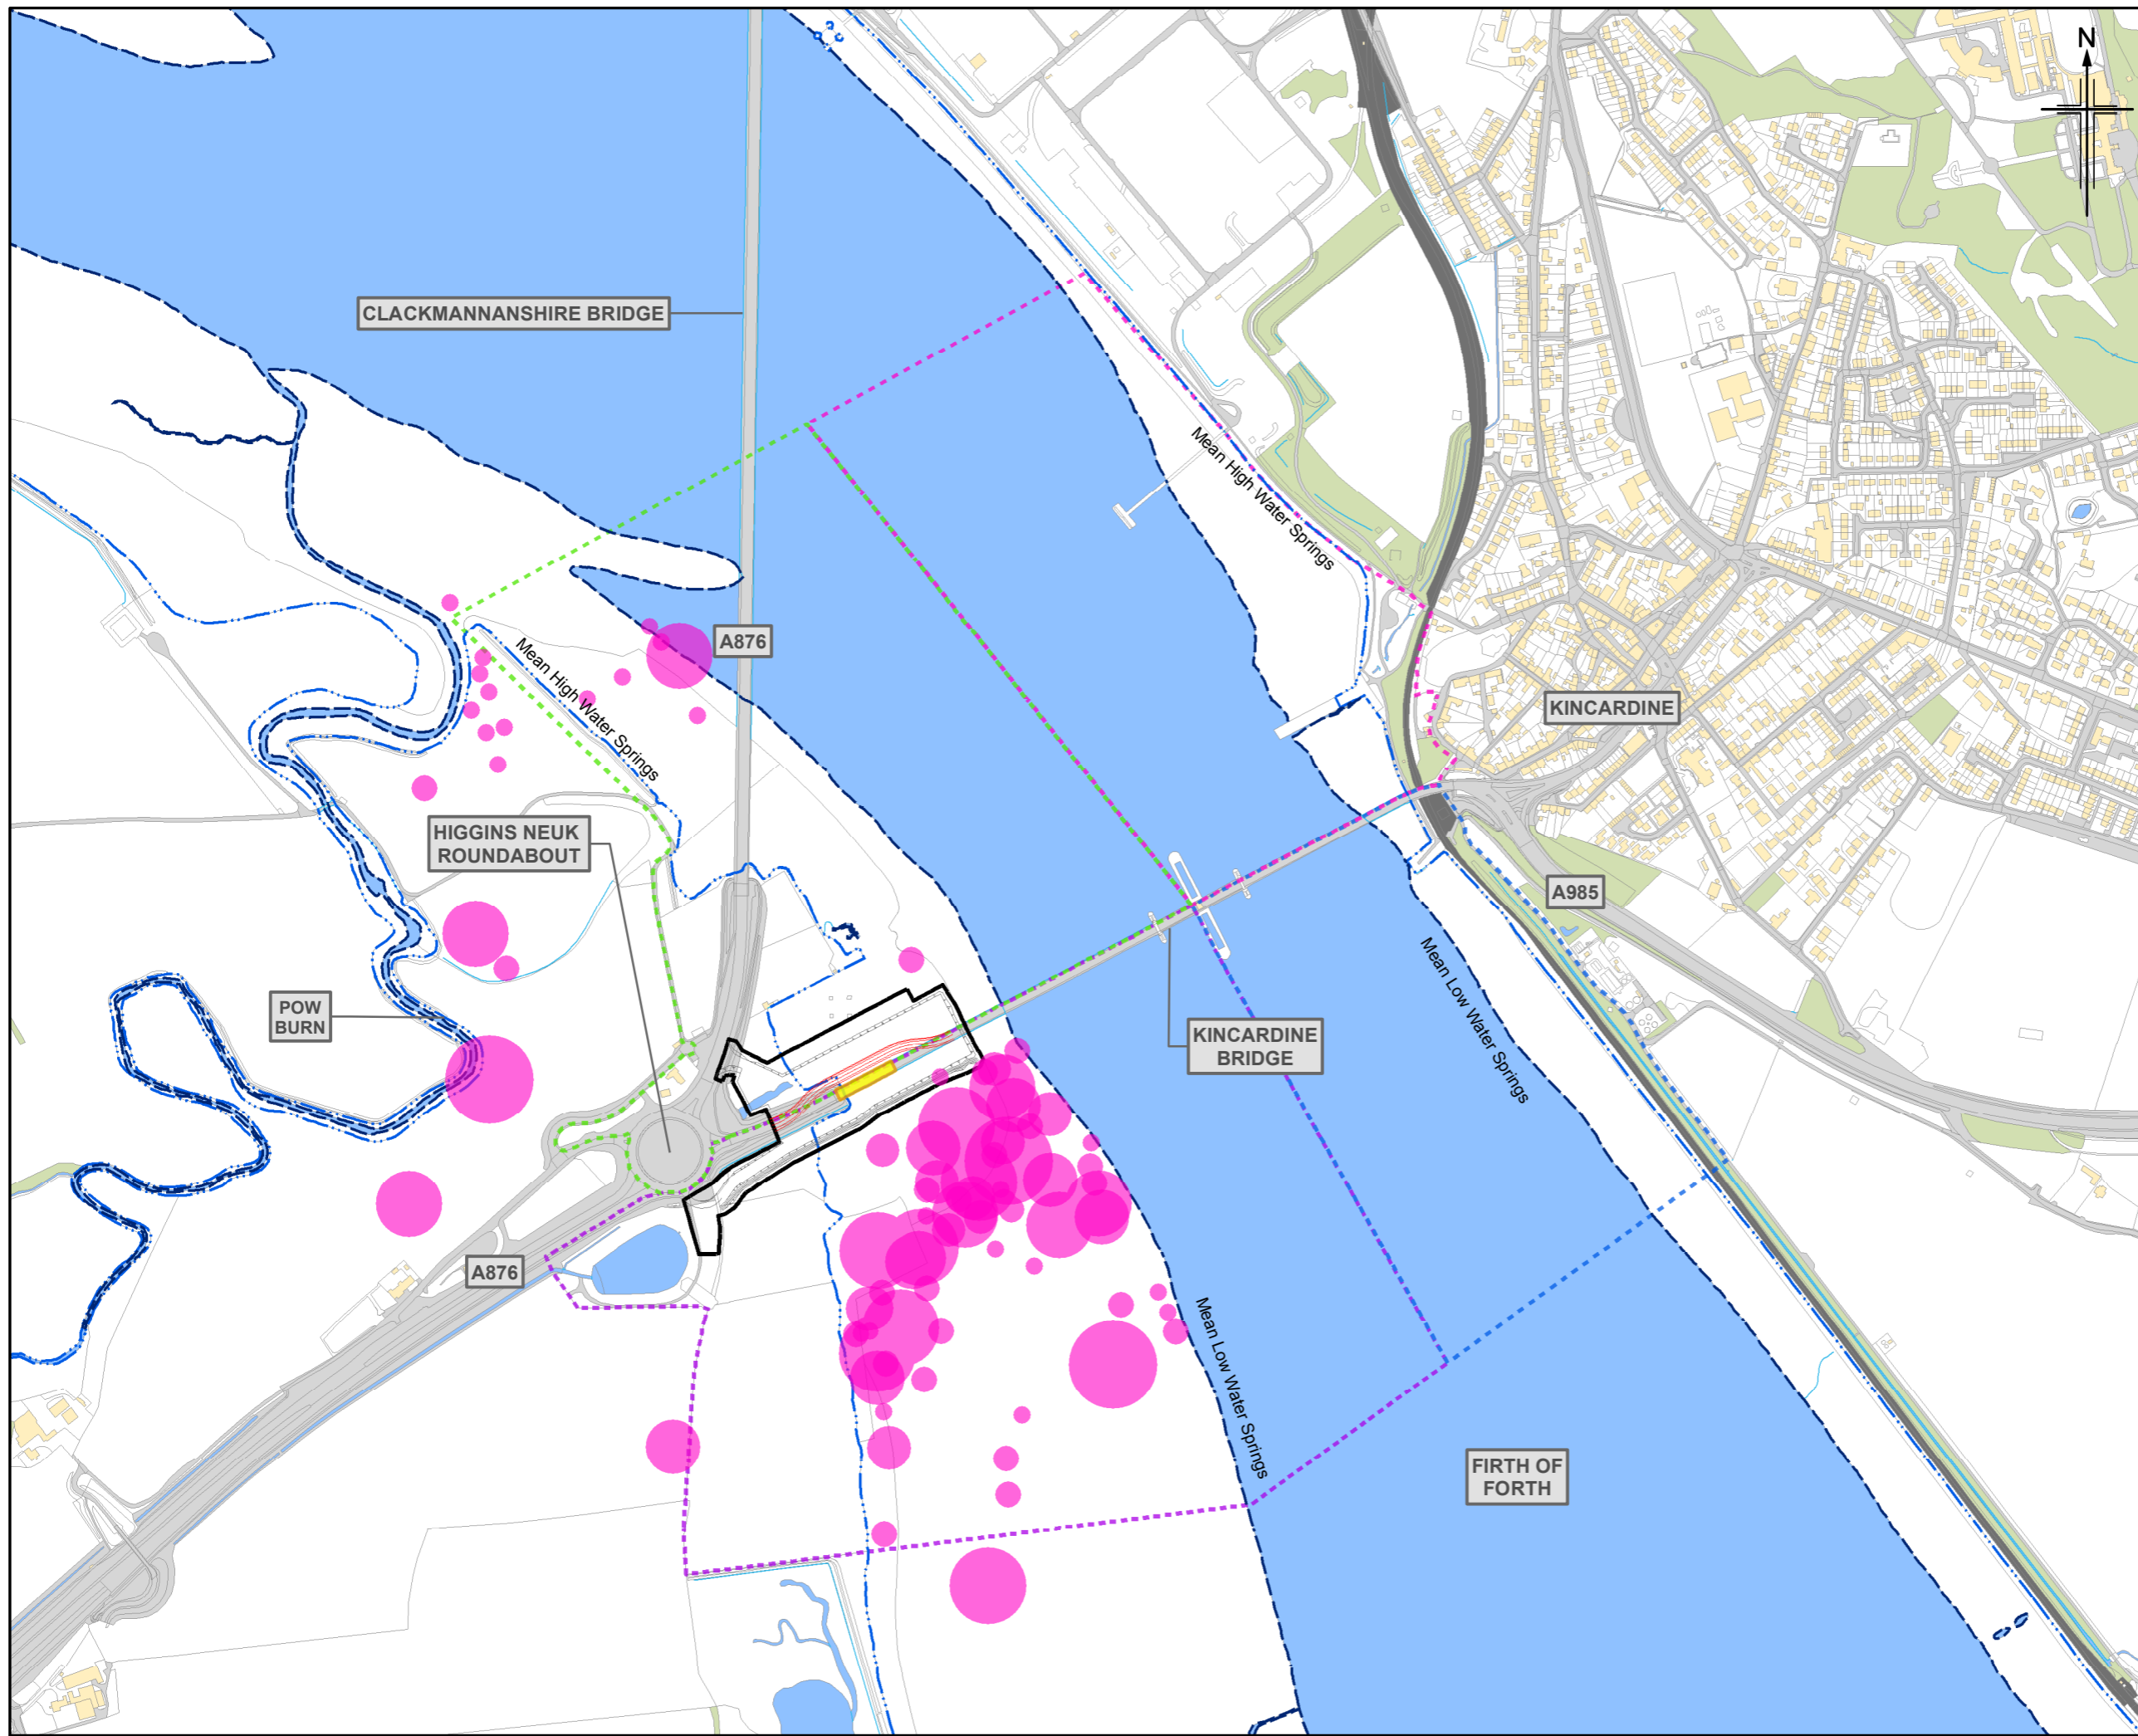 N
CLACKMANNANSHIRE BRIDGE
Mean High Water Springs
A876
Mean High Water Springs
KINCARDINE
HIGGINS NEUK
ROUNDABOUT
A985
Mean Low Water Springs
POW
BURN
KINCARDINE
BRIDGE
A876
Mean Low Water Springs
FIRTH OF
FORTH